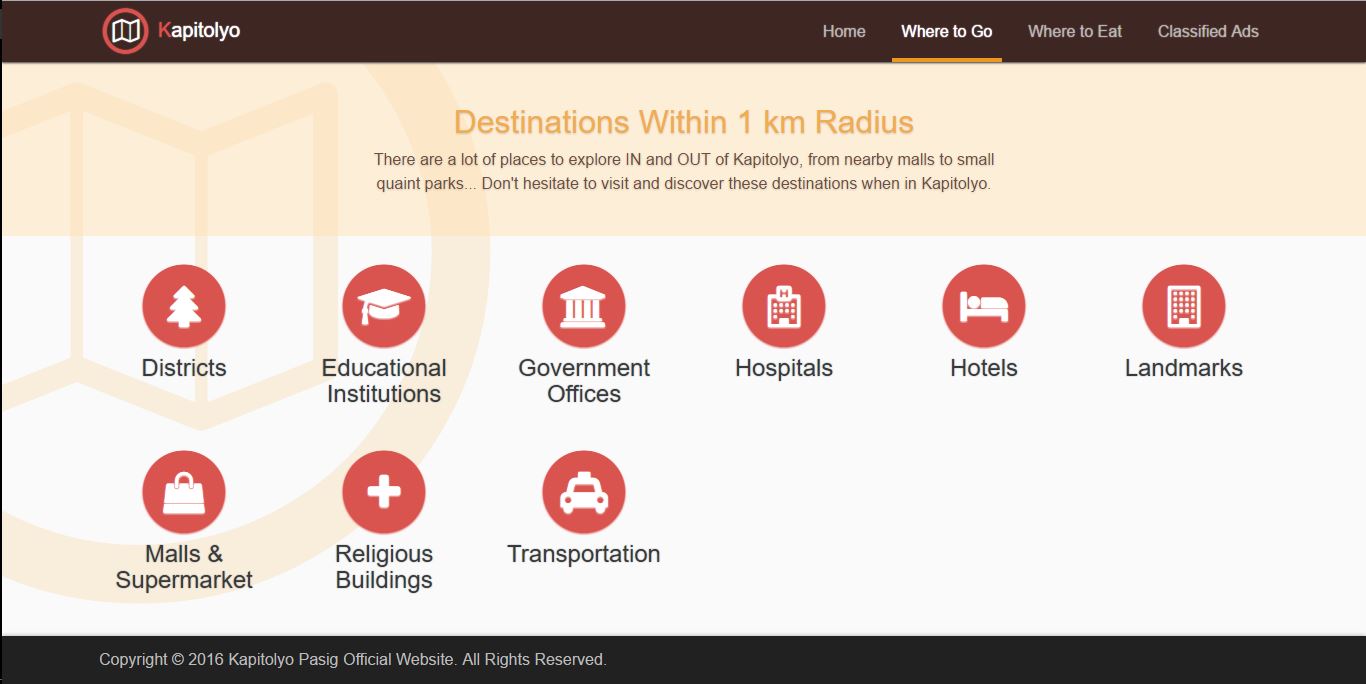 Kapitolyo
Home
Where to Go
Where to Eat
Classified Ads
Destinations Within 1 km Radius
There are a lot of places to explore IN and OUT of Kapitolyo, from nearby malls to small
quaint parks... Don't hesitate to visit and discover these destinations when in Kapitolyo.
Districts
Educational
Institutions
Government
Offices
H
Hospitals
Hotels
Landmarks
Malls &
Supermarket
Religious
Buildings
Transportation
Copyright © 2016 Kapitolyo Pasig Official Website. All Rights Reserved.